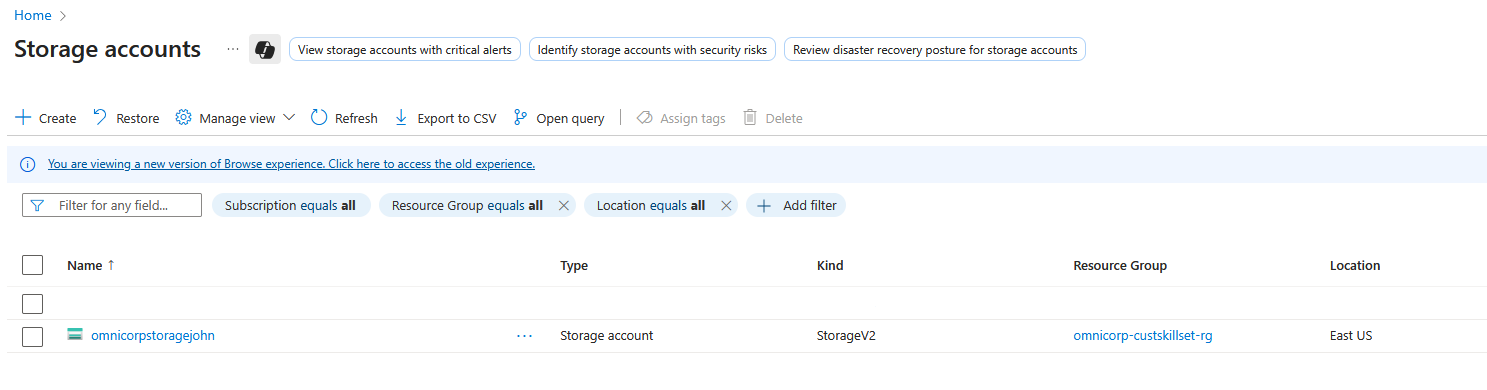 Home
Storage accounts ... View storage accounts with critical alerts Identify storage accounts with security risks Review disaster recovery posture for storage accounts
Create Restore Manage view Refresh Export to CSV Open query Assign tags Delete
You are viewing a new version of Browse experience. Click here to access the old experience.
Filter for any field... Subscription equals all Resource Group equals all Location equals all Add filter
Name ↑ Type Kind Resource Group Location
omnicorpstoragejohn ... Storage account StorageV2 omnicorp-custskillset-rg East US